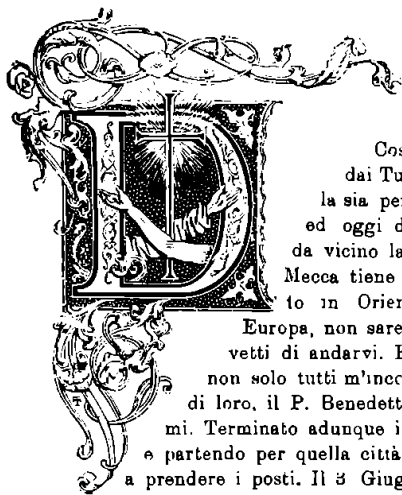 D
Cos
dai Tu
la sia per
ed oggi d
da vicino la
Mecca tiene
to in Orien
Europa, non sare
vetti di andarvi. E
non solo tutti m'inco
di loro, il P. Benedett
mi. Terminato adunque i
e partendo per quella città
a prendere i posti. Il 3 Giug